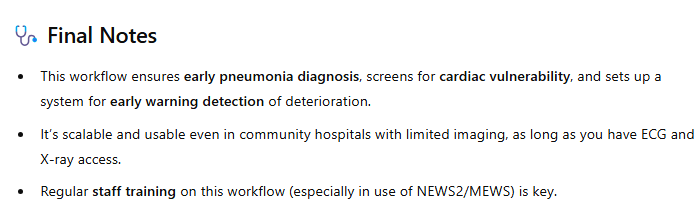 Final Notes
This workflow ensures early pneumonia diagnosis, screens for cardiac vulnerability, and sets up a
system for early warning detection of deterioration.
It's scalable and usable even in community hospitals with limited imaging, as long as you have ECG and
X-ray access.
Regular staff training on this workflow (especially in use of NEWS2/MEWS) is key.